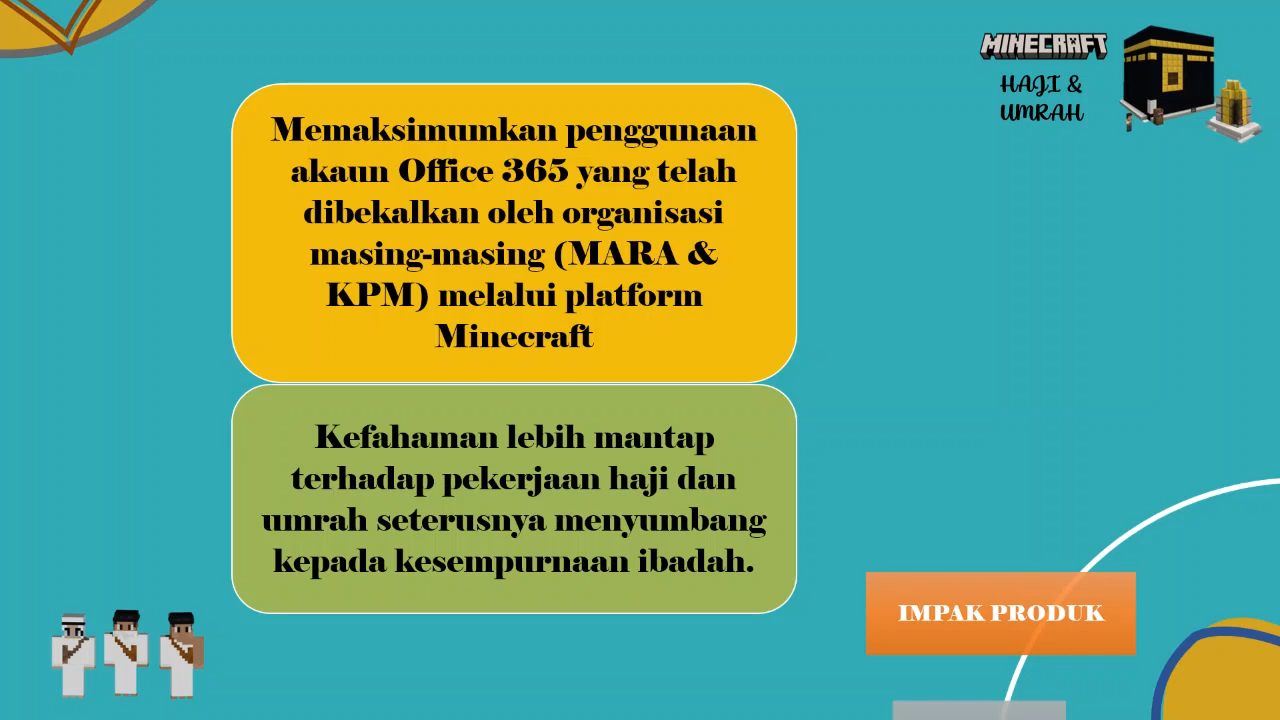 MINECRAFT
HAJI &
UMRAH
Memaksimumkan penggunaan
akaun Office 365 yang telah
dibekalkan oleh organisasi
masing-masing (MARA &
KPM) melalui platform
Minecraft
Kefahaman lebih mantap
terhadap pekerjaan haji dan
umrah seterusnya menyumbang
kepada kesempurnaan ibadah.
IMPAK PRODUK